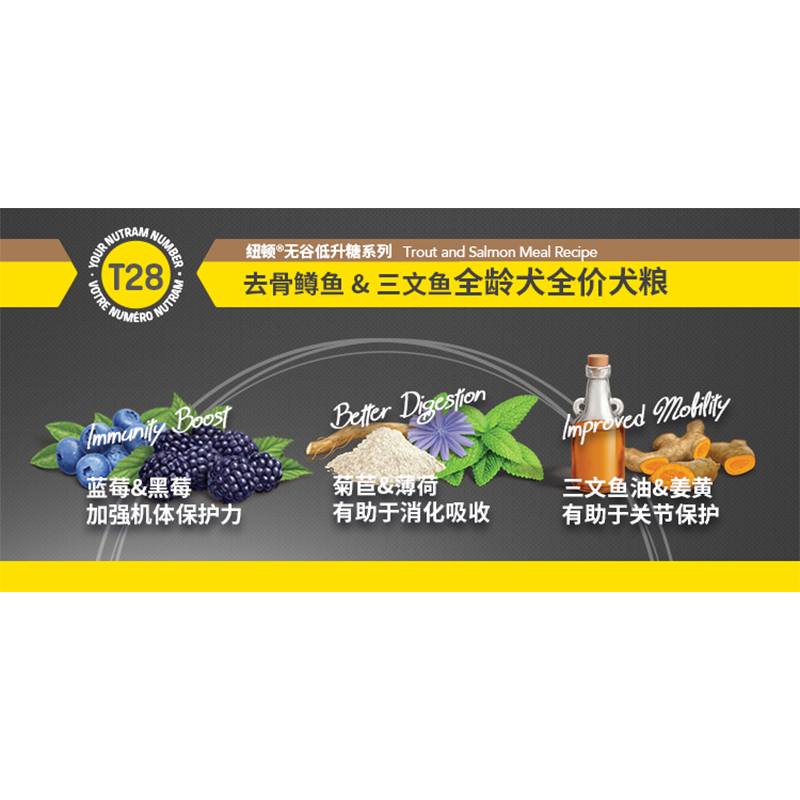 YOUR NUTRAM NUMBER
T28
VOTRE NUMÉRO NUTRAM
纽顿®无谷低升糖系列 Trout and Salmon Meal Recipe
去骨鳟鱼 & 三文鱼全龄犬全价犬粮
Immunity Boost
蓝莓&黑莓
加强机体保护力
Better Digestion
菊苣&薄荷
有助于消化吸收
Improved Mobility
三文鱼油&姜黄
有助于关节保护